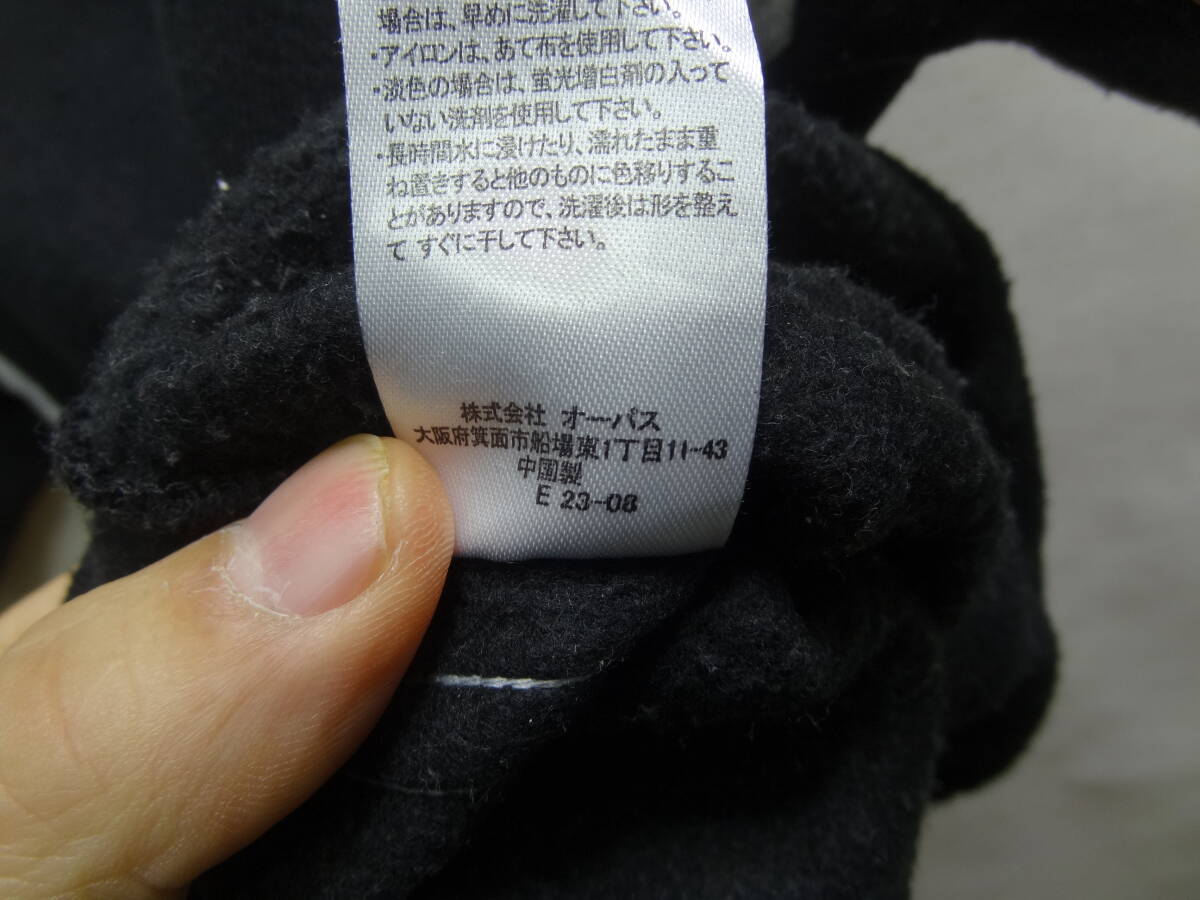 場合は、早めに洗濯して下さい。
・アイロンは、あて布を使用して下さい。
・淡色の場合は、蛍光増白剤の入って
いない洗剤を使用して下さい。
・長時間水に浸けたり、濡れたまま重
ね置きすると他のものに色移りするこ
とがありますので、洗濯後は形を整え
て すぐに干して下さい。
株式会社 オーパス
大阪府箕面市船場東1丁目11-43
中国製
E 23-08